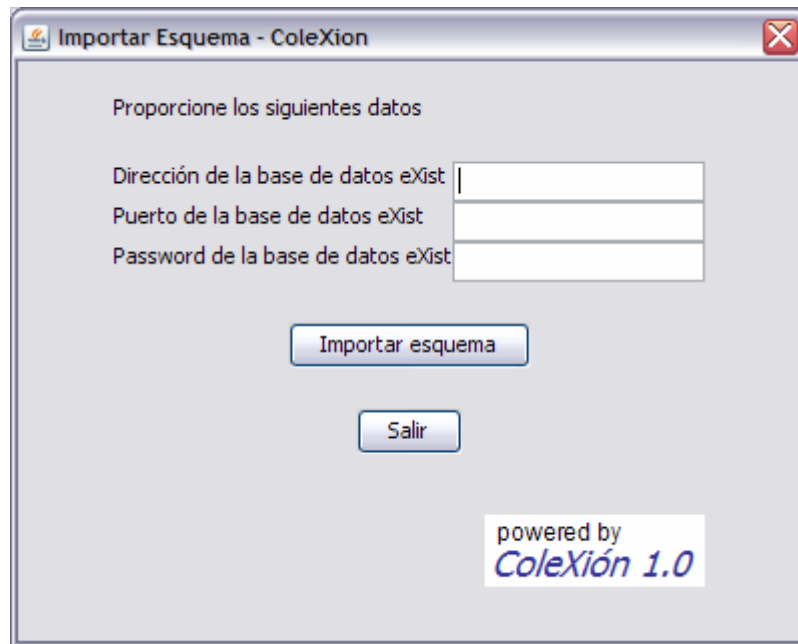 Importar Esquema - ColeXion
Proporcione los siguientes datos
Dirección de la base de datos eXist
Puerto de la base de datos eXist
Password de la base de datos eXist
Importar esquema
Salir
powered by
ColeXión 1.0